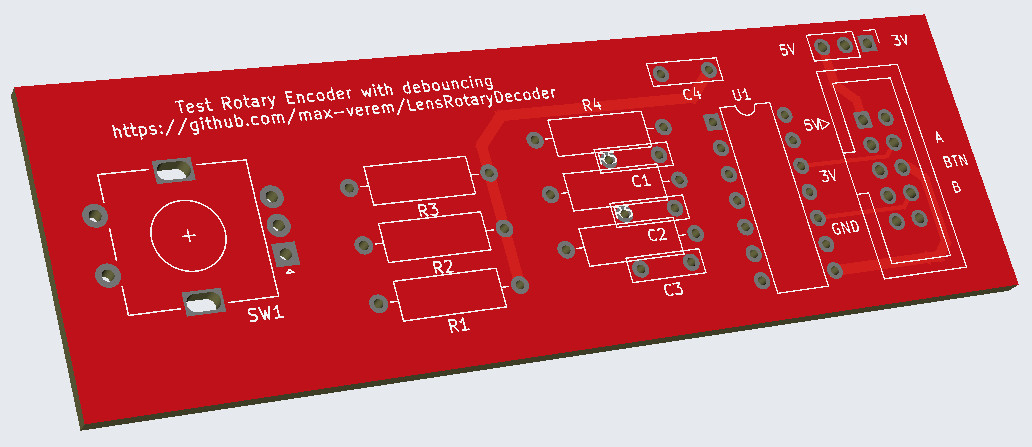 Test Rotary Encoder with debouncing
https://github.com/max-verem/LensRotaryDecoder
5V
3V
C4
U1
R4
5V
A
R5
BTN
C1
3V
B
R3
C2
GND
R2
C3
SW1
R1